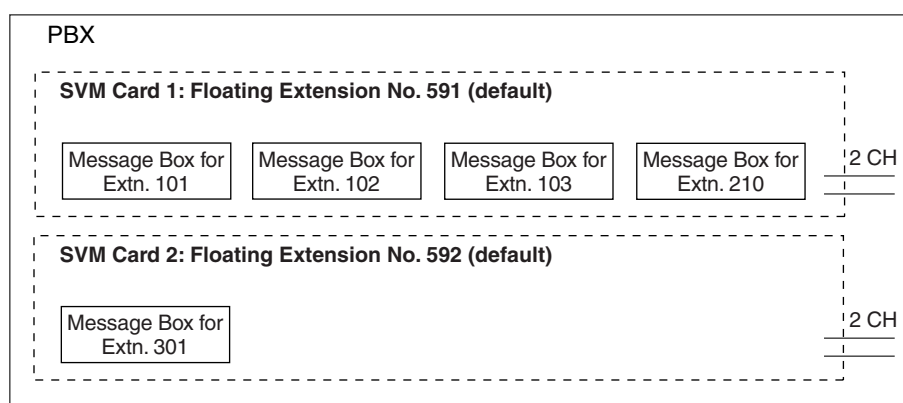 PBX
SVM Card 1: Floating Extension No. 591 (default)
Message Box for
Extn. 101
Message Box for
Extn. 102
Message Box for
Extn. 103
Message Box for
Extn. 210
2 CH
SVM Card 2: Floating Extension No. 592 (default)
Message Box for
Extn. 301
2 CH